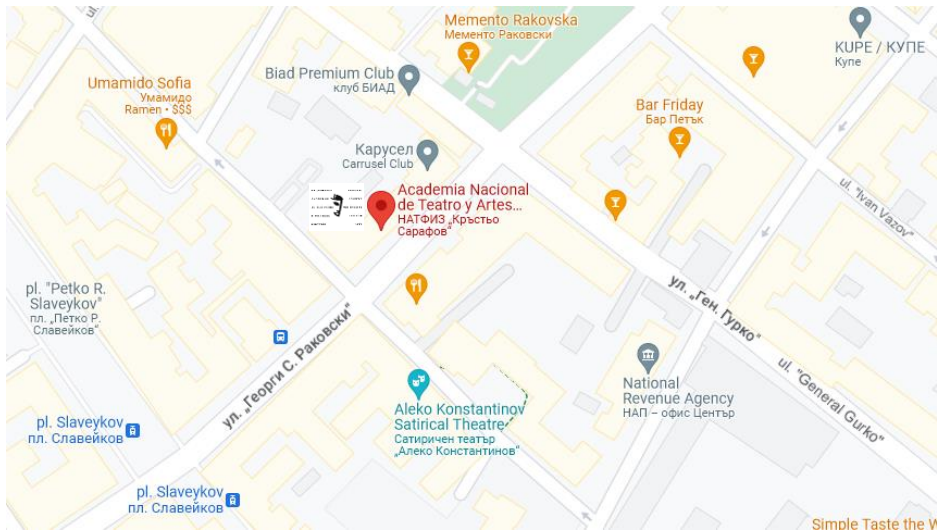 ul.
Memento Rakovska
Мементо Раковски
KUPE / КУПЕ
Купе
Biad Premium Club
клуб БИАД
Umamido Sofia
Умамидо
Ramen • $$$
Bar Friday
Бар Петък
Карусел
Carrusel Club
Academia Nacional
de Teatro y Artes...
НАТФИЗ „Кръстьо
Сарафов“
ul. "Ivan Vazov"
pl. "Petko R.
Slaveykov"
пл. „Петко Р.
Славейков“
ул. „Георги С. Раковски“
ул. „Ген. Гурко“
ul. "General Gurko"
National
Revenue Agency
НАП – офис Център
Aleko Konstantinov
Satirical Theatre
Сатиричен театър
„Алеко Константинов“
pl. Slaveykov
пл. Славейков
pl. Slaveykov
пл. Славейков
Simple Taste the W